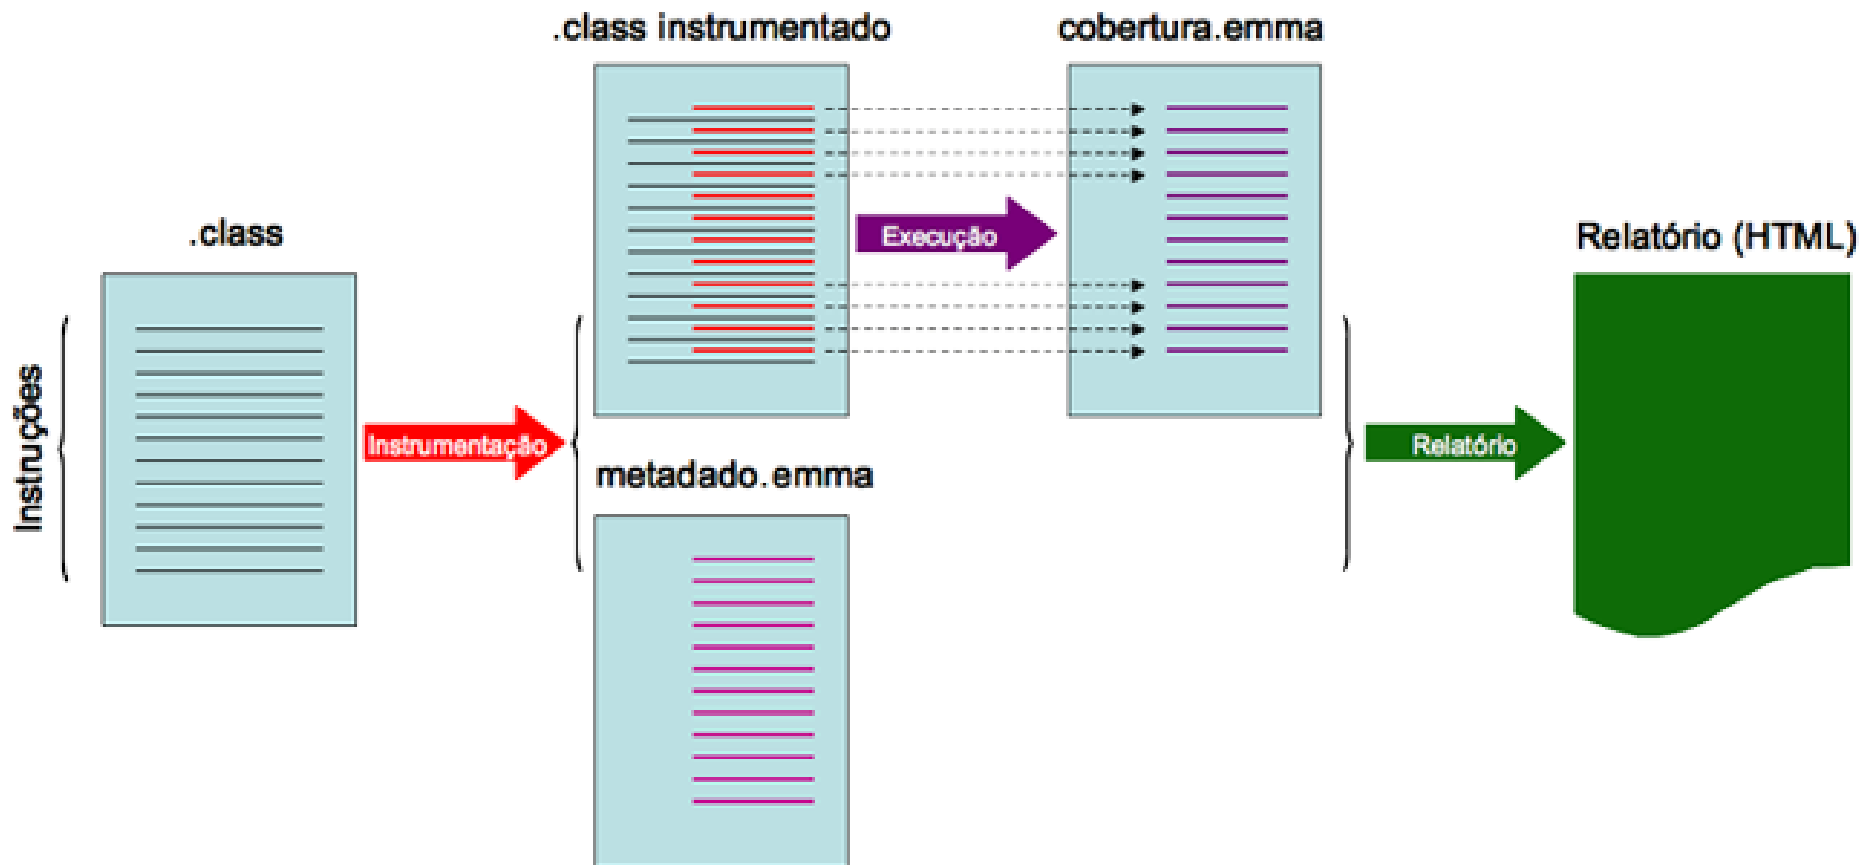 .class instrumentado
cobertura.emma
.class
Execução
Relatório (HTML)
Instruções
Instrumentação
Relatório
metadado.emma